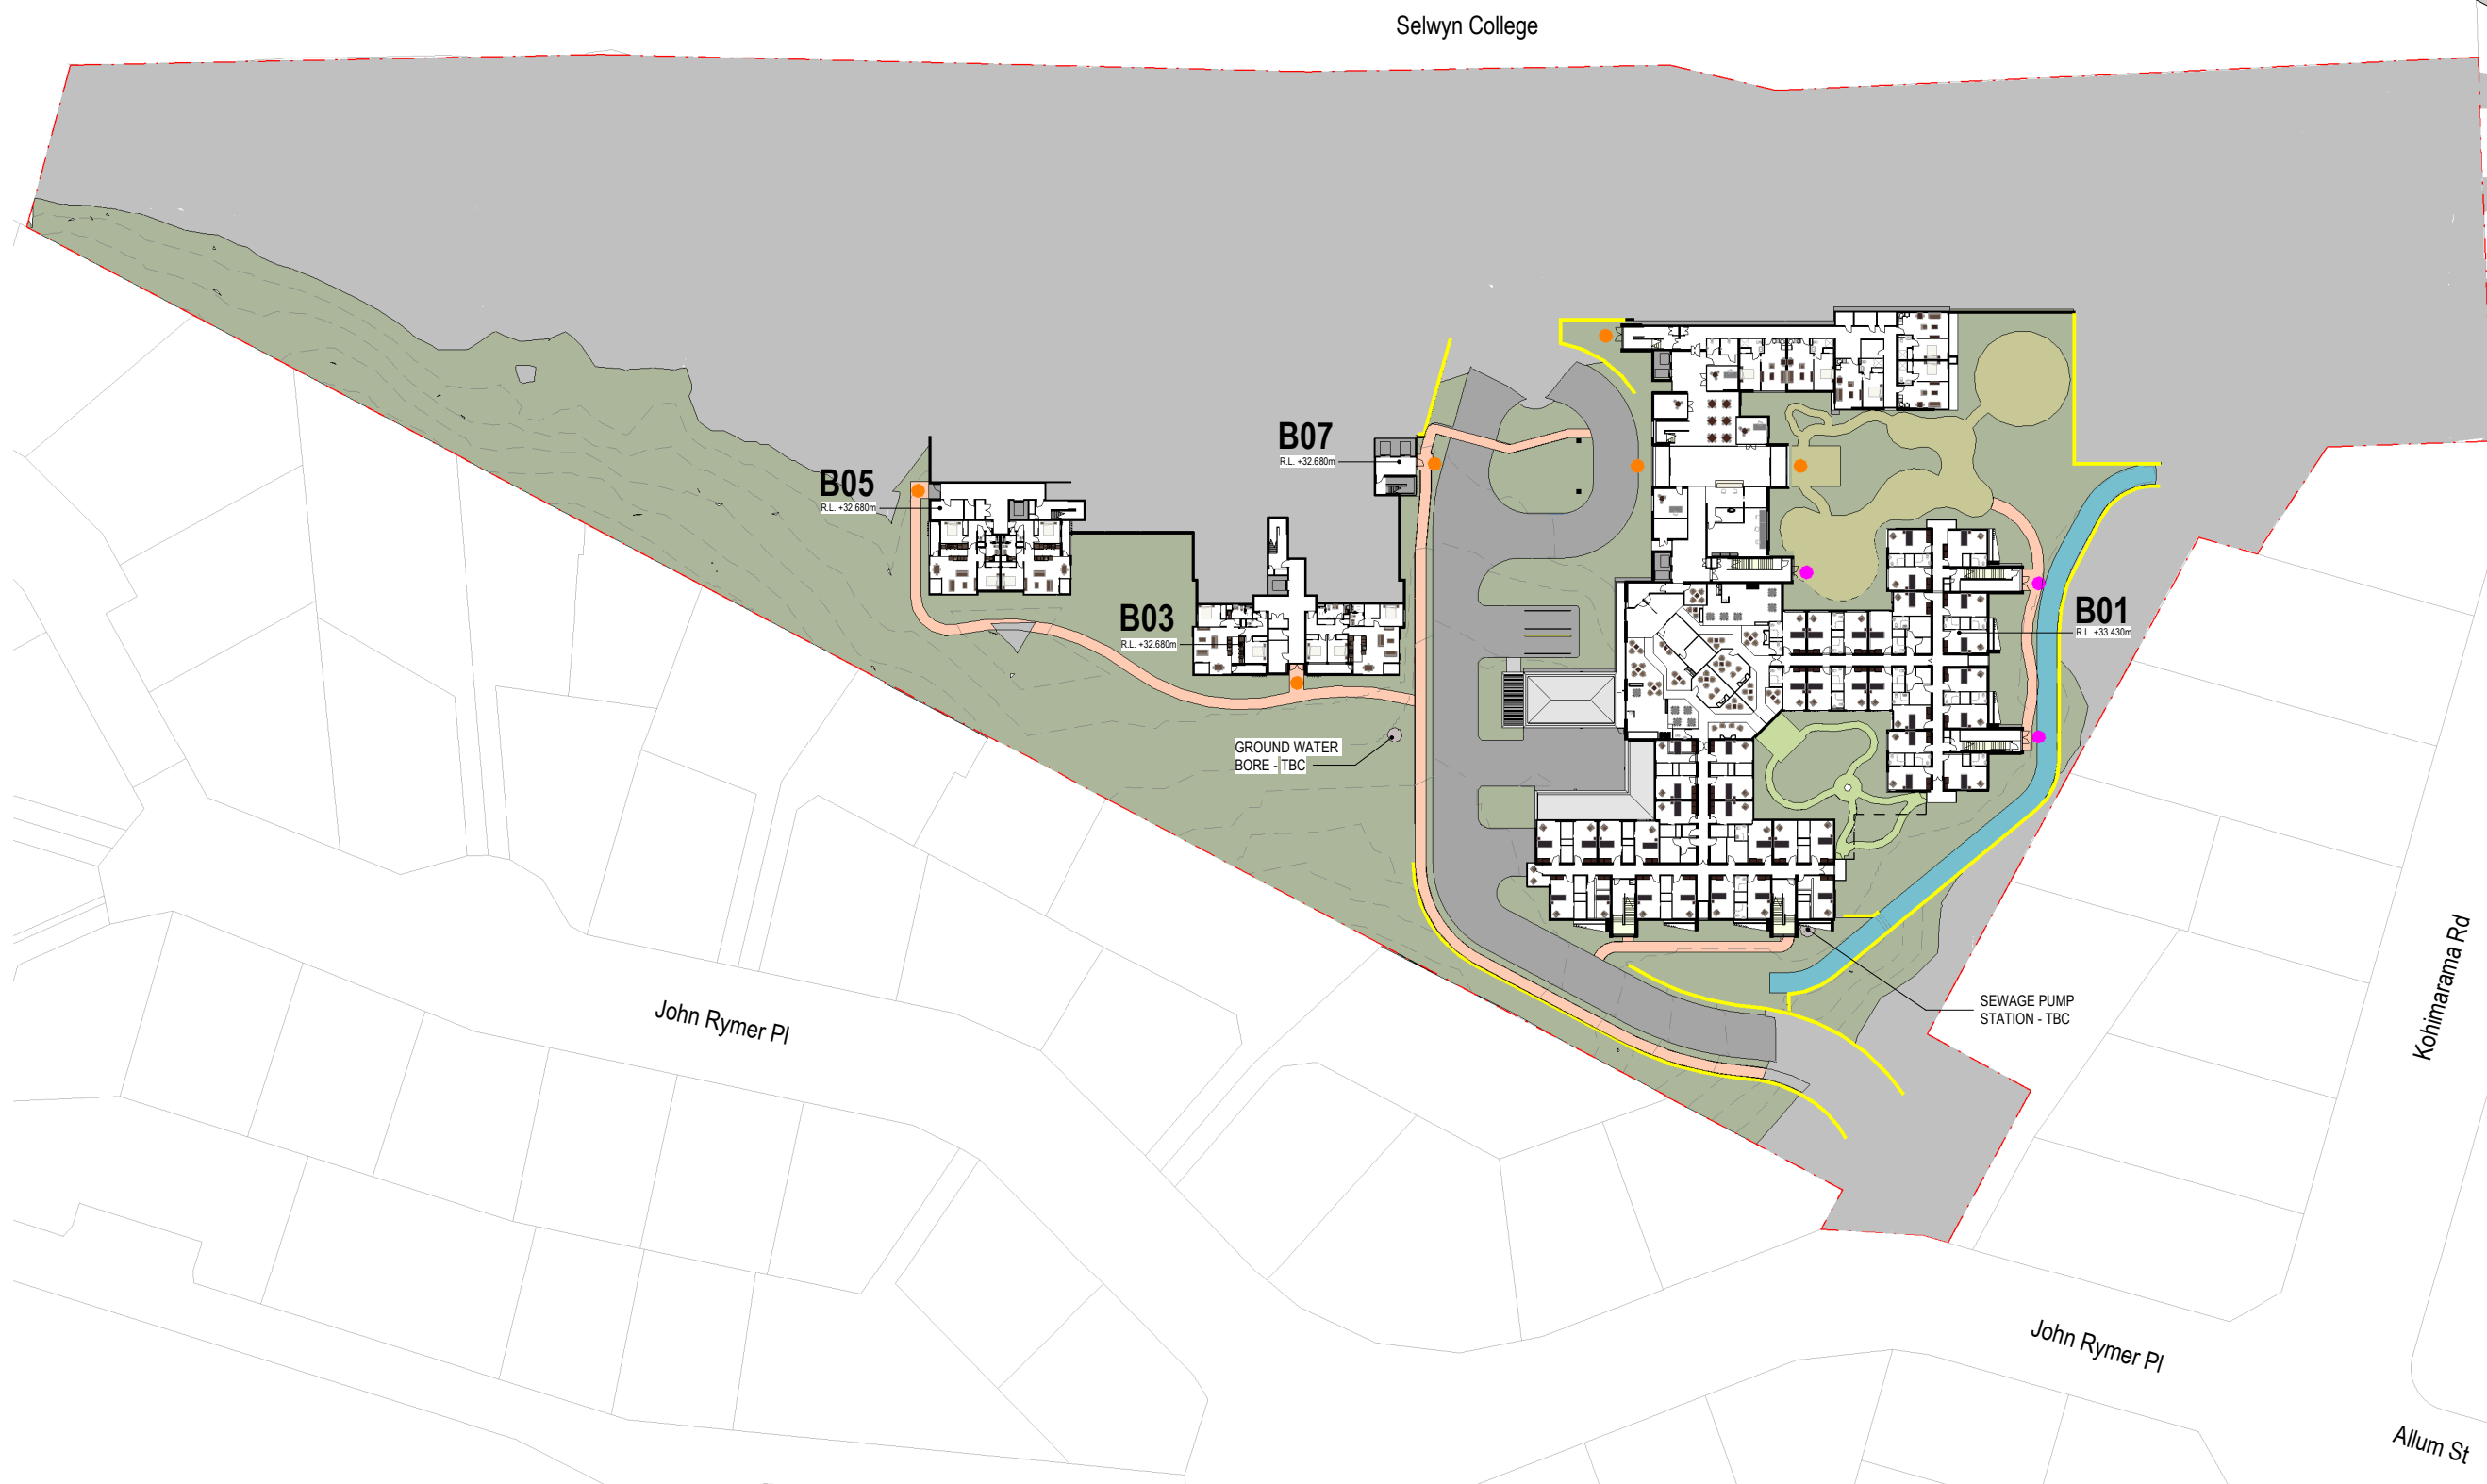 Selwyn College
B07
R.L. +32.680m
B05
R.L. +32.680m
B03
R.L. +32.680m
B01
R.L. +33.430m
GROUND WATER
BORE - TBC
SEWAGE PUMP
STATION - TBC
John Rymer Pl
Kohimarama Rd
John Rymer Pl
Allum St